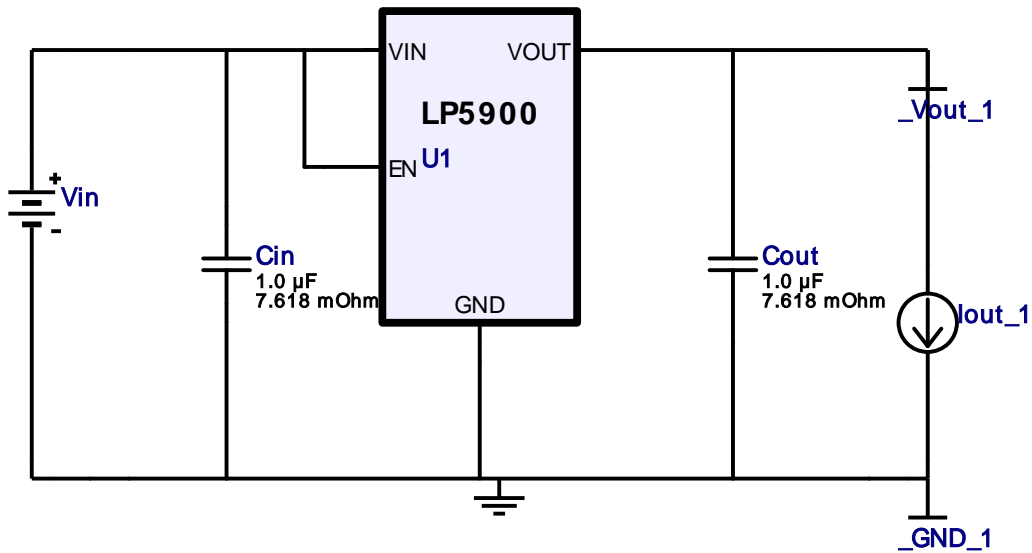 VIN
VOUT
LP5900
_Vout_1
EN U1
+
Vin
-
Cin
1.0 µF
7.618 mOhm
Cout
1.0 µF
7.618 mOhm
GND
Iout_1
_GND_1